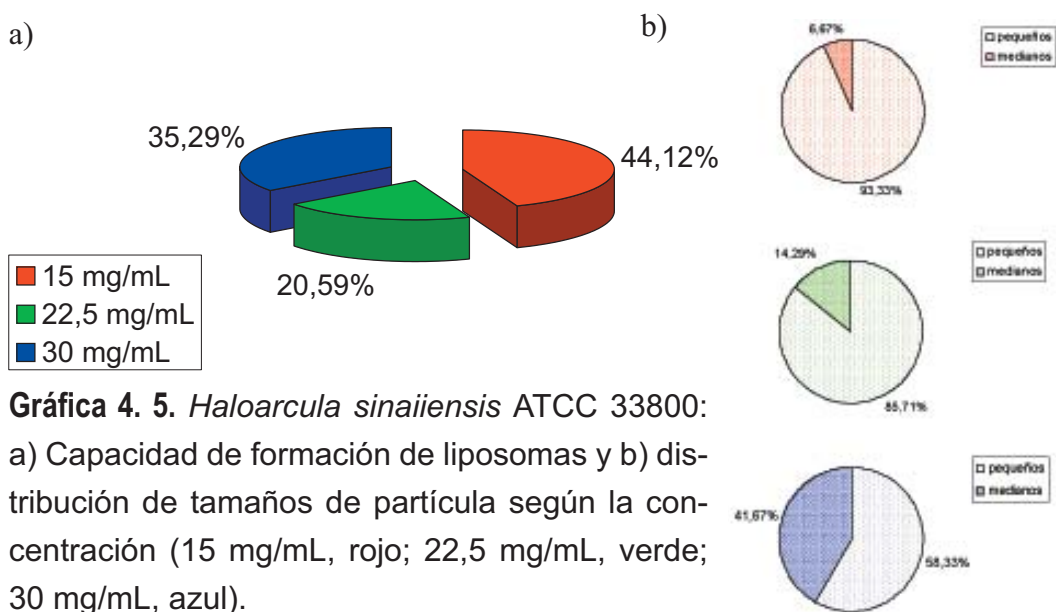 a)
35,29%
44,12%
20,59%
15 mg/mL
22,5 mg/mL
30 mg/mL
b)
6,67%
pequeños
medianos
93,33%
14,29%
pequeños
medianos
85,71%
pequeños
medianos
41,67%
58,33%
Gráfica 4. 5. Haloarcula sinaiiensis ATCC 33800:
a) Capacidad de formación de liposomas y b) dis-
tribución de tamaños de partícula según la con-
centración (15 mg/mL, rojo; 22,5 mg/mL, verde;
30 mg/mL, azul).